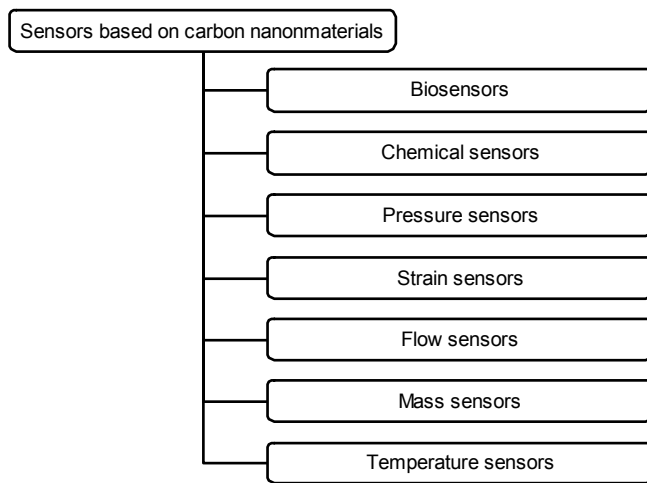 Sensors based on carbon nanonmaterials
Biosensors
Chemical sensors
Pressure sensors
Strain sensors
Flow sensors
Mass sensors
Temperature sensors